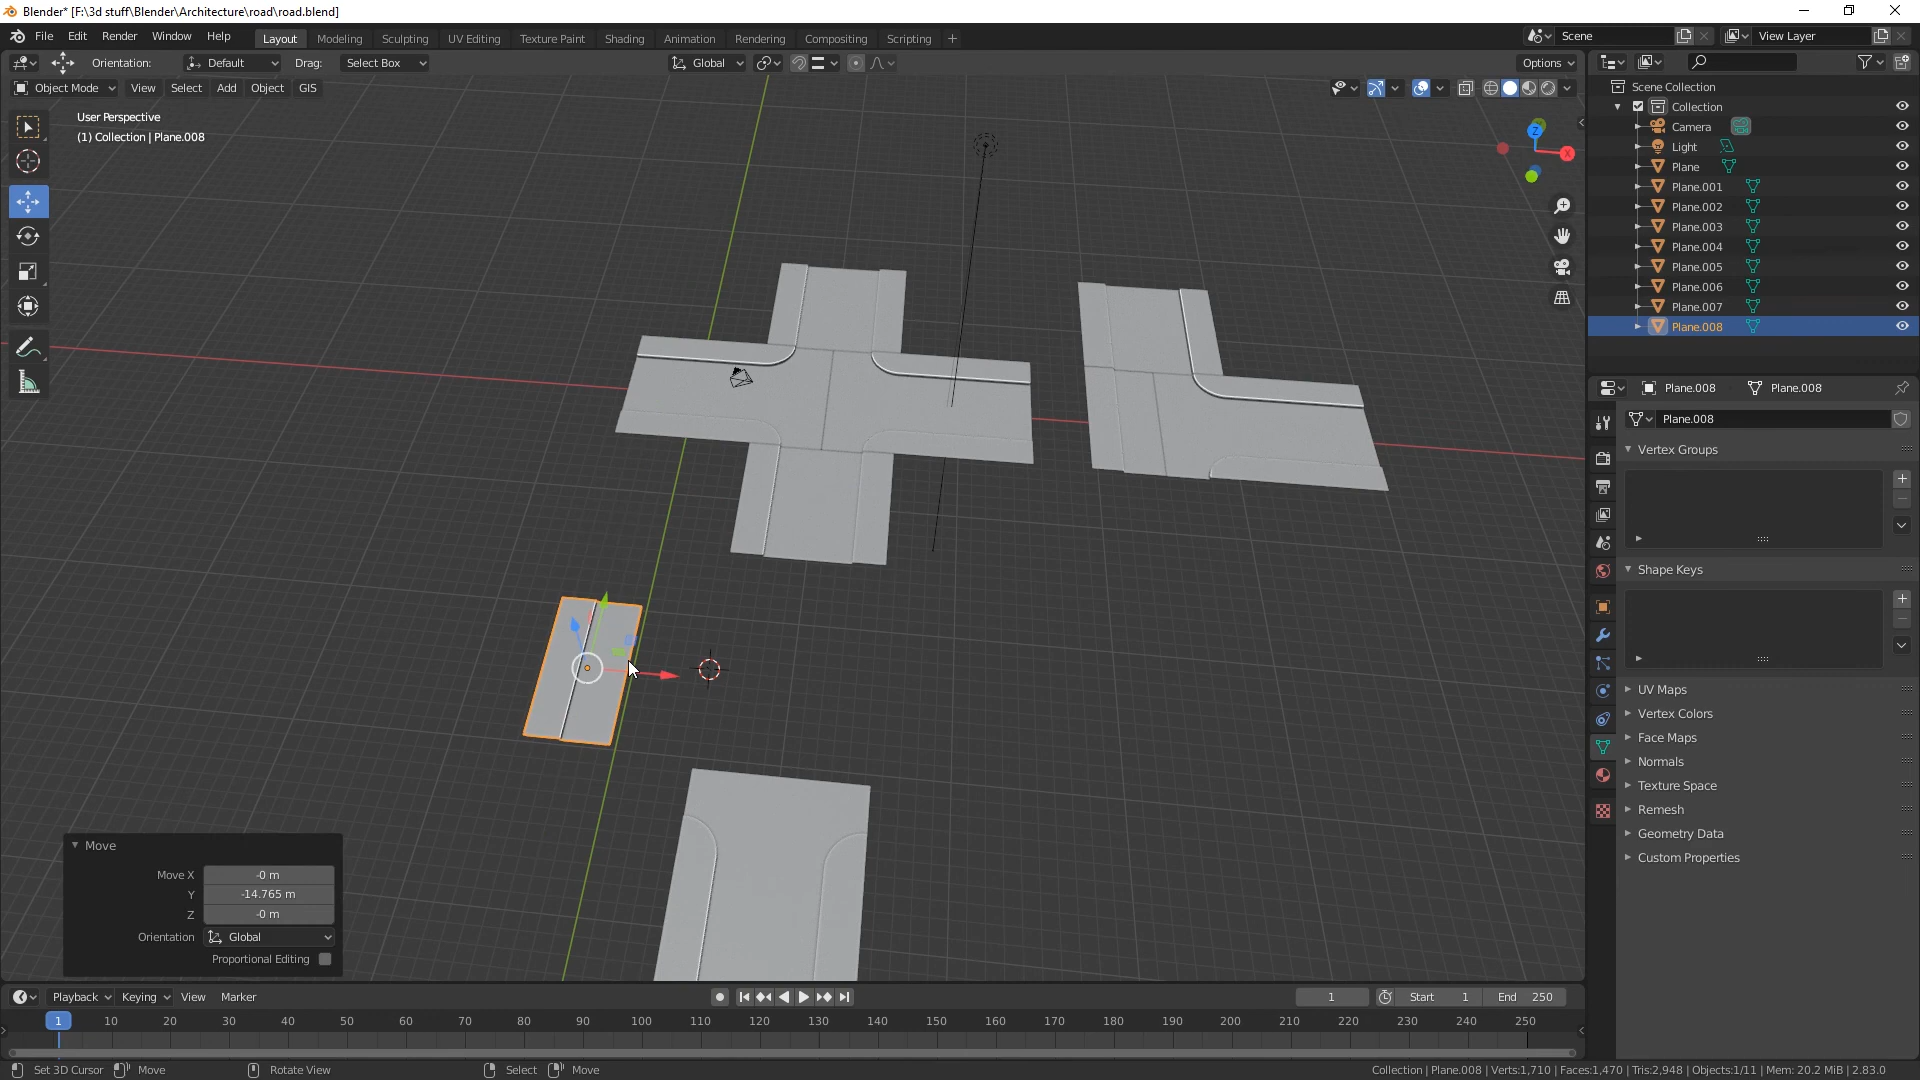 Blender* [F:\3d stuff\Blender\Architecture\road\road.blend]
File Edit Render Window Help Layout Modeling Sculpting UV Editing Texture Paint Shading Animation Rendering Compositing Scripting Scene View Layer
Orientation: Default Drag: Select Box Global Options
Object Mode View Select Add Object GIS
User Perspective
(1) Collection | Plane.008
Z
X
Scene Collection
Collection
Camera
Light
Plane
Plane.001
Plane.002
Plane.003
Plane.004
Plane.005
Plane.006
Plane.007
Plane.008
Plane.008 Plane.008
Plane.008
Vertex Groups
Shape Keys
UV Maps
Vertex Colors
Face Maps
Normals
Texture Space
Remesh
Geometry Data
Custom Properties
Move
Move X -0 m
Y -14.765 m
Z -0 m
Orientation Global
Proportional Editing
Playback Keying View Marker 1 Start 1 End 250
1 10 20 30 40 50 60 70 80 90 100 110 120 130 140 150 160 170 180 190 200 210 220 230 240 250
Set 3D Cursor Move Rotate View Select Move Collection | Plane.008 | Verts:1,710 | Faces:1,470 | Tris:2,948 | Objects:1/11 | Mem: 20.2 MiB | 2.83.0